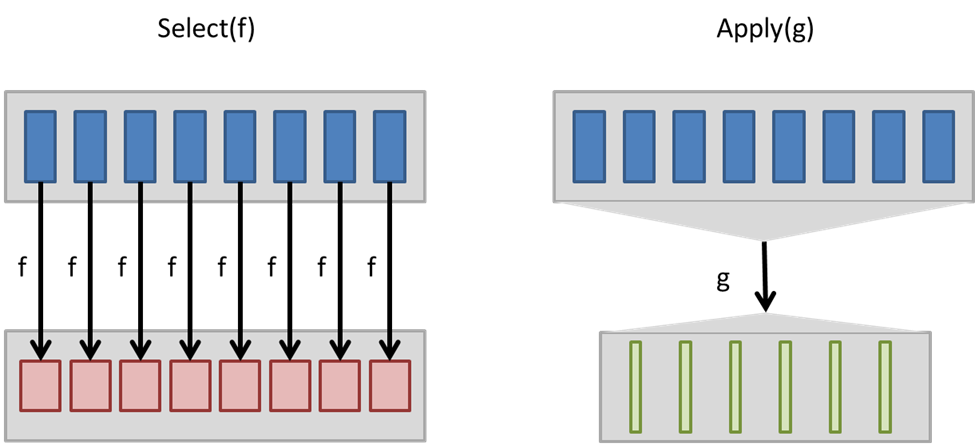 Select(f)
Apply(g)
f f f f f f f f
g